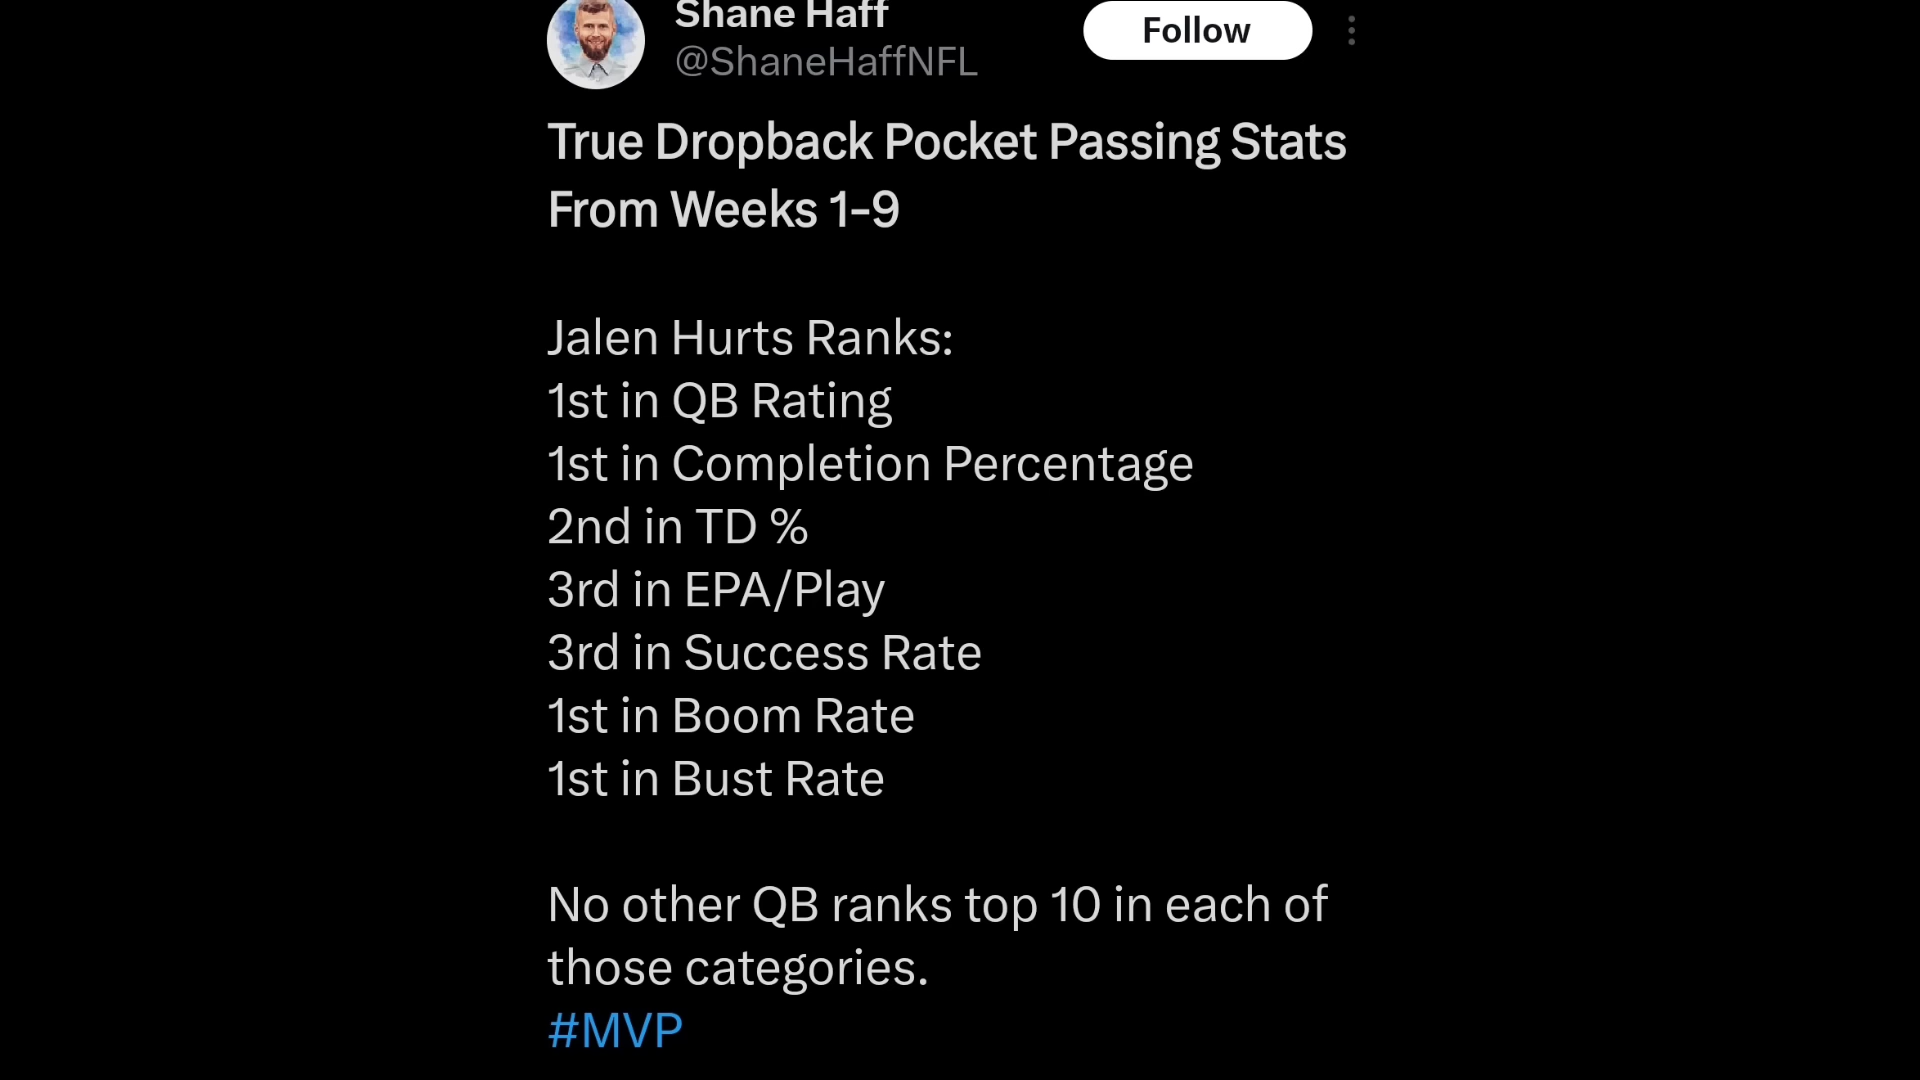 Shane Haff
@ShaneHaffNFL
Follow
True Dropback Pocket Passing Stats
From Weeks 1-9
Jalen Hurts Ranks:
1st in QB Rating
1st in Completion Percentage
2nd in TD %
3rd in EPA/Play
3rd in Success Rate
1st in Boom Rate
1st in Bust Rate
No other QB ranks top 10 in each of
those categories.
#MVP